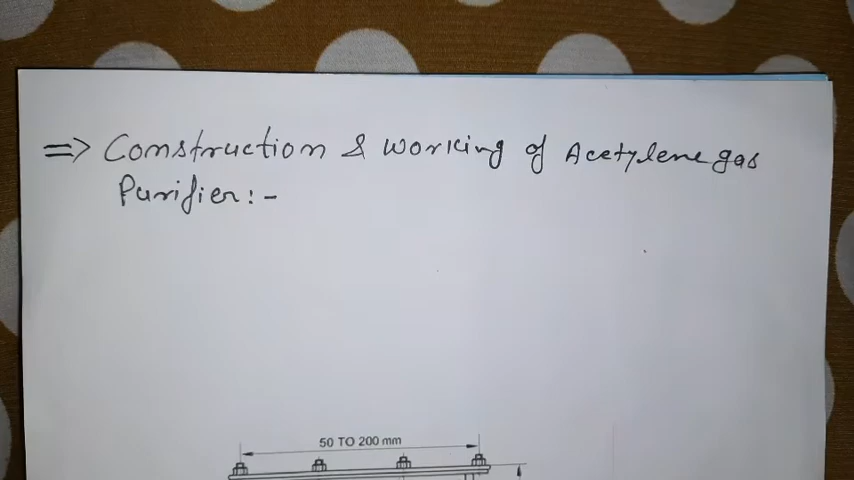 => Construction & Working of Acetylene gas
Purifier:-
50 TO 200 mm